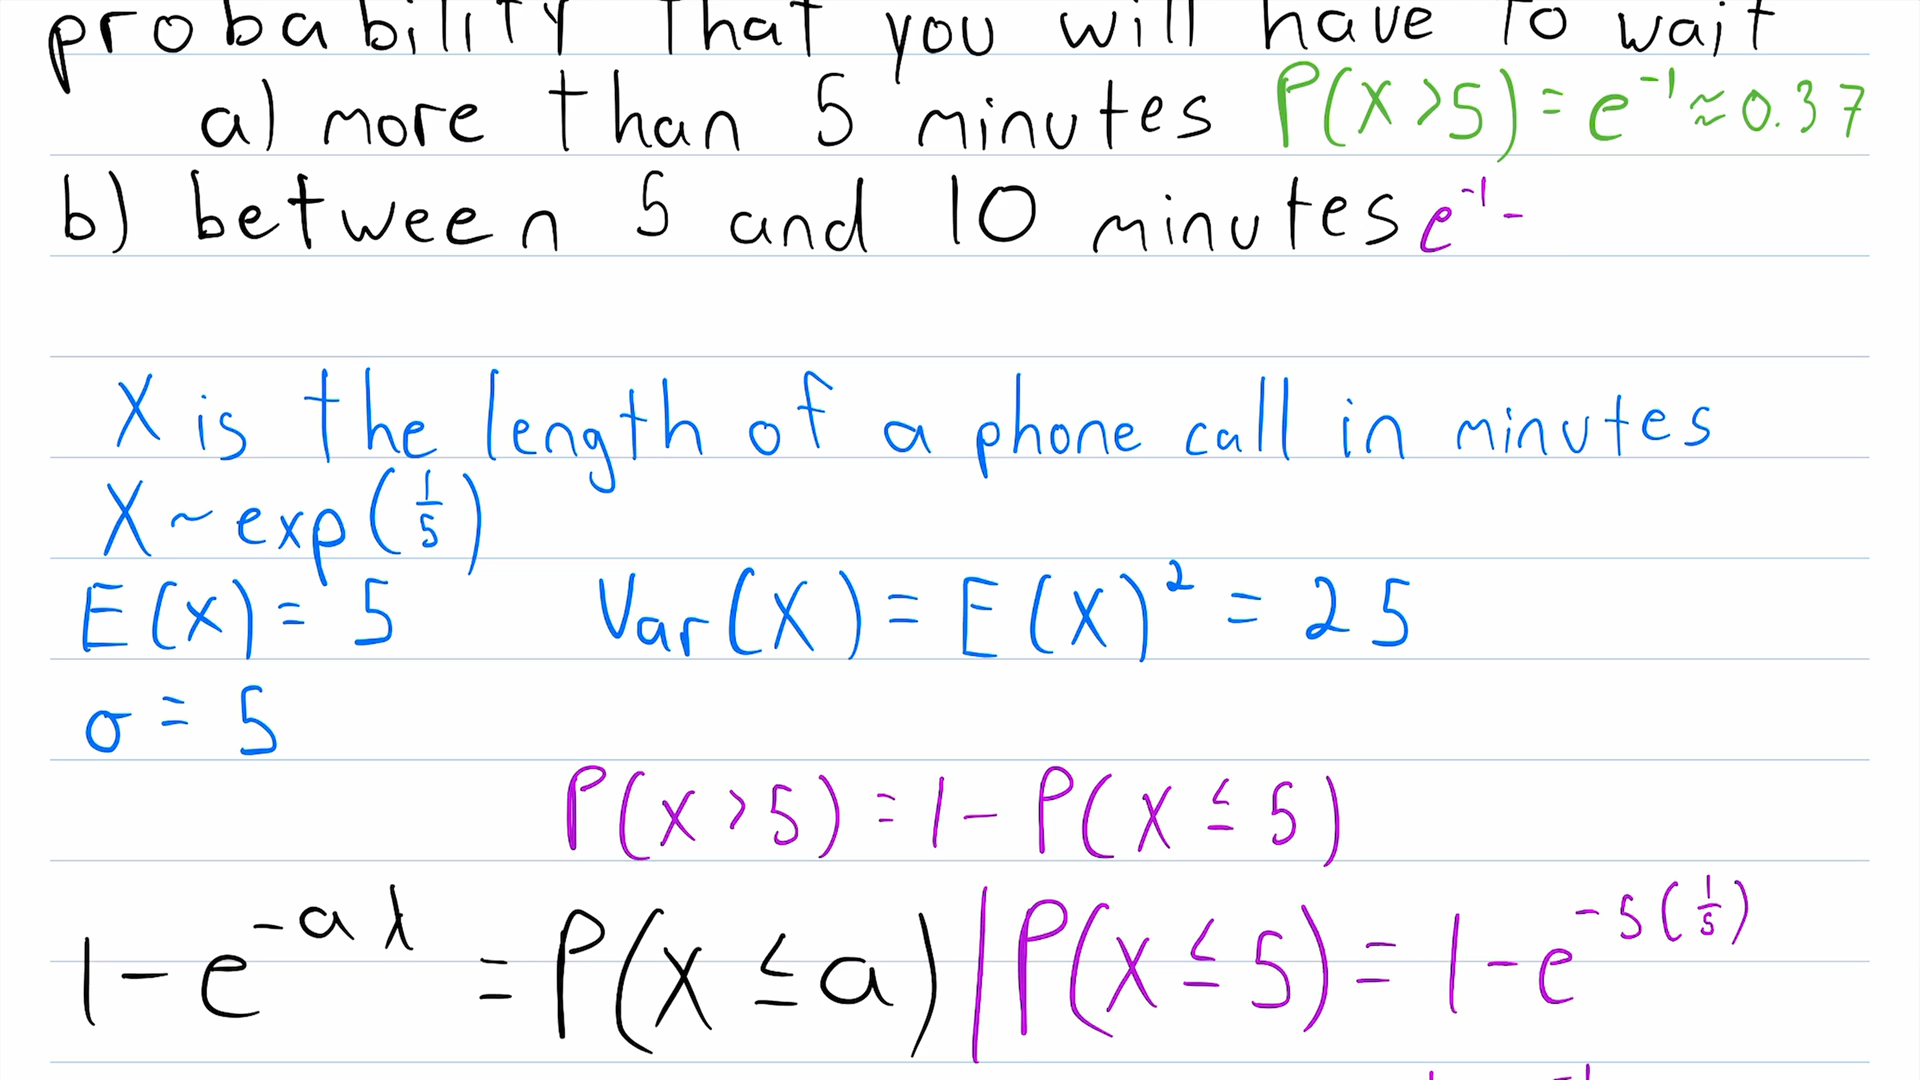 probability that you will have to wait
a) more than 5 minutes P(X>5)=e⁻¹≈0.37
b) between 5 and 10 minutes e⁻¹-
X is the length of a phone call in minutes
X~exp(1/5)
E(X)=5 Var(X)=E(X)²=25
σ=5
P(X>5)=1-P(X≤5)
1-e^(-aλ)=P(X≤a) | P(X≤5)=1-e^(-5(1/5))